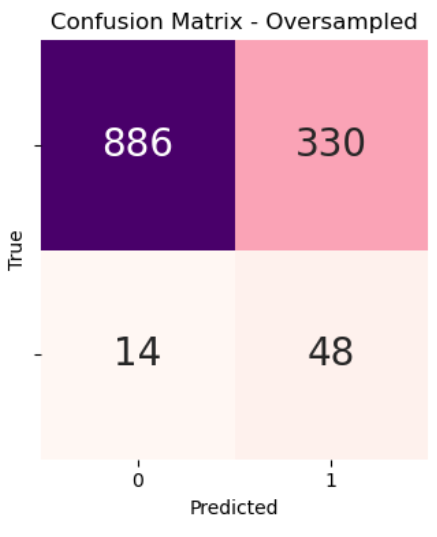 Confusion Matrix - Oversampled
886 330
True
14 48
0 1
Predicted